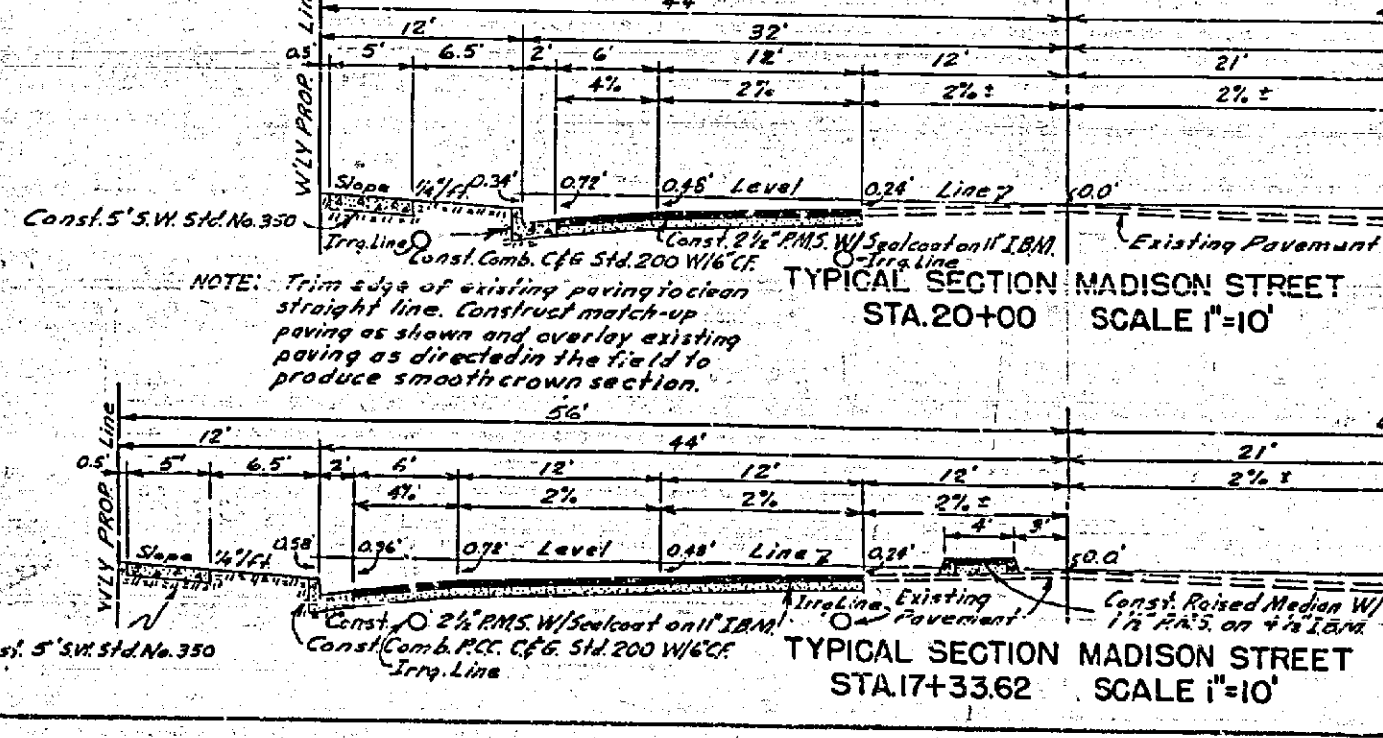 44'
12' 32'
0.5' 5' 6.5' 2' 6' 12' 12' 21'
4% 2% 2% ± 2% ±
W'LY PROP. Line
Slope 1/4"/ft 0.34' 0.72' 0.48' Level 0.24' Line 0.0'
Const. 5' S.W. Std. No. 350
Irrg. line
Const. Comb. C&G Std. 200 W/6" CF.
Const. 2½" P.M.S. W/Sealcoat on 11" I.B.M.
Irrg. line
Existing Pavement
TYPICAL SECTION MADISON STREET
STA. 20+00 SCALE 1"=10'
NOTE: Trim edge of existing paving to clean
straight line. Construct match-up
paving as shown and overlay existing
paving as directed in the field to
produce smooth crown section.
56'
12' 44'
0.5' 5' 6.5' 2' 6' 12' 12' 12' 21'
4% 2% 2% 2% ± 2% ±
4' 3'
W'LY PROP. Line
Slope 1/4"/ft 0.58' 0.96' 0.72' Level 0.48' Line 0.24' 0.0'
st. 5' S.W. Std. No. 350
Const. 2½" P.M.S. W/Sealcoat on 11" I.B.M.
Const. Comb. P.C.C. C&G. Std. 200 W/6" CF.
Irrg. Line
Irrg Line
Existing
Pavement
Const. Raised Median W/
1½" P.M.S. on 4½" I.B.M.
TYPICAL SECTION MADISON STREET
STA. 17+33.62 SCALE 1"=10'